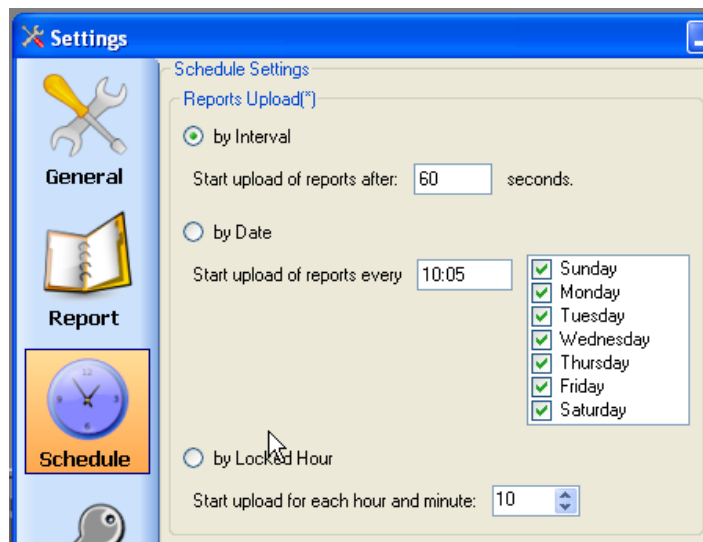 Settings
General
Report
Schedule
Schedule Settings
Reports Upload(*)
by Interval
Start upload of reports after: 60 seconds.
by Date
Start upload of reports every 10:05
Sunday
Monday
Tuesday
Wednesday
Thursday
Friday
Saturday
by Locked Hour
Start upload for each hour and minute: 10